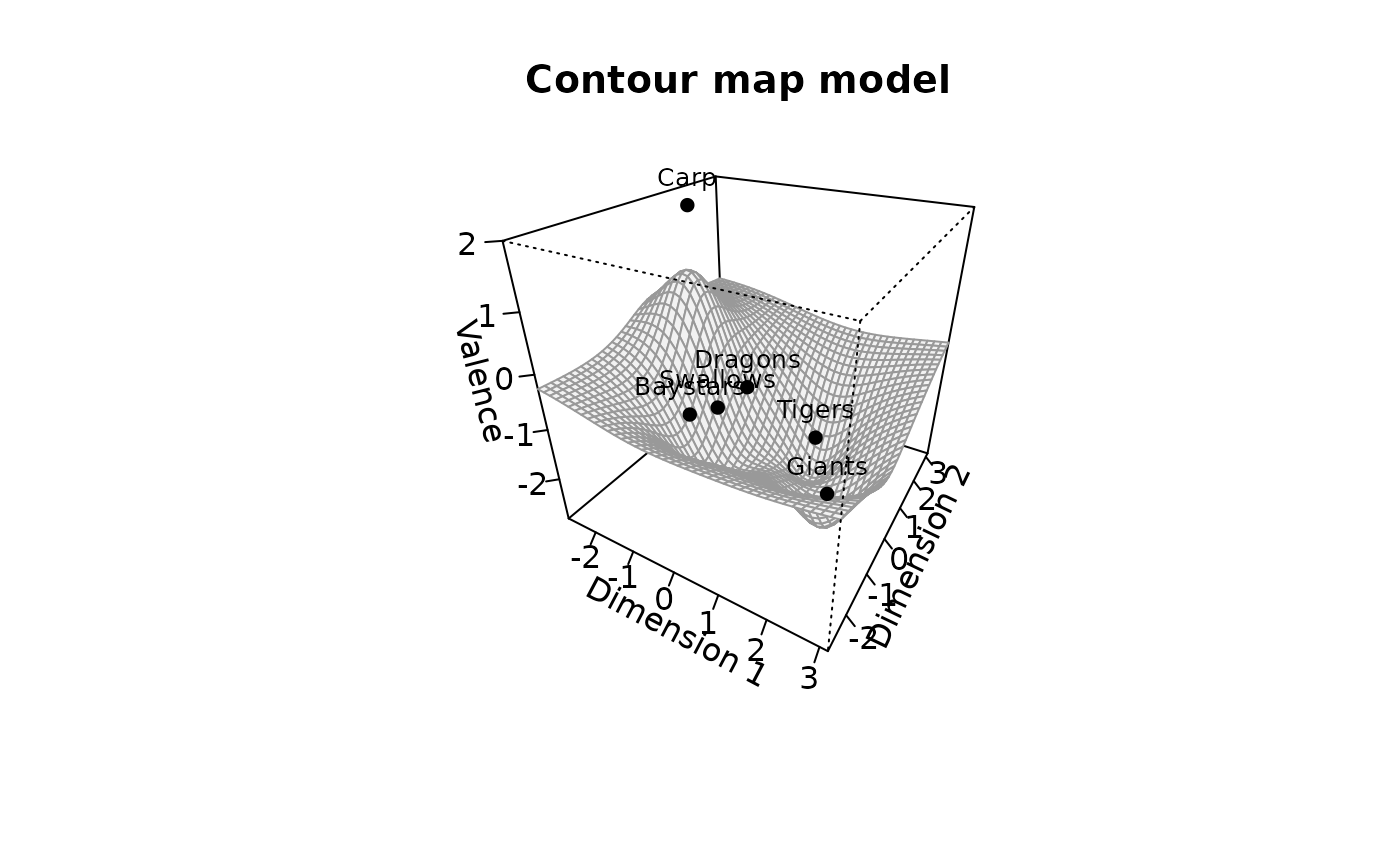 Contour map model
Carp
2
1
0
-1
-2
Valence
Dragons
Swallows
Baystars
Tigers
Giants
-2
-1
0
1
2
3
Dimension 1
3
2
1
0
-1
-2
Dimension 2